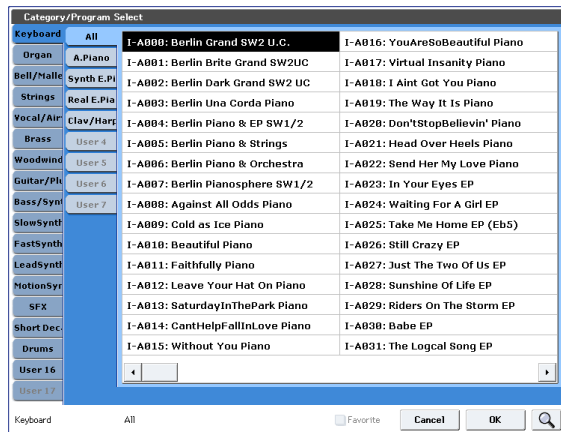 Category/Program Select
Keyboard
Organ
Bell/Malle
Strings
Vocal/Air
Brass
Woodwind
Guitar/Plu
Bass/Synt
SlowSynth
FastSynth
LeadSynth
MotionSyn
SFX
Short Dec
Drums
User 16
User 17
All
A.Piano
Synth E.Pi
Real E.Pia
Clav/Harp
User 4
User 5
User 6
User 7
I-A000: Berlin Grand SW2 U.C.
I-A001: Berlin Brite Grand SW2UC
I-A002: Berlin Dark Grand SW2 UC
I-A003: Berlin Una Corda Piano
I-A004: Berlin Piano & EP SW1/2
I-A005: Berlin Piano & Strings
I-A006: Berlin Piano & Orchestra
I-A007: Berlin Pianosphere SW1/2
I-A008: Against All Odds Piano
I-A009: Cold as Ice Piano
I-A010: Beautiful Piano
I-A011: Faithfully Piano
I-A012: Leave Your Hat On Piano
I-A013: SaturdayInThePark Piano
I-A014: CantHelpFallInLove Piano
I-A015: Without You Piano
I-A016: YouAreSoBeautiful Piano
I-A017: Virtual Insanity Piano
I-A018: I Aint Got You Piano
I-A019: The Way It Is Piano
I-A020: Don'tStopBelievin' Piano
I-A021: Head Over Heels Piano
I-A022: Send Her My Love Piano
I-A023: In Your Eyes EP
I-A024: Waiting For A Girl EP
I-A025: Take Me Home EP (Eb5)
I-A026: Still Crazy EP
I-A027: Just The Two Of Us EP
I-A028: Sunshine Of Life EP
I-A029: Riders On The Storm EP
I-A030: Babe EP
I-A031: The Logcal Song EP
Keyboard
All
Favorite
Cancel
OK